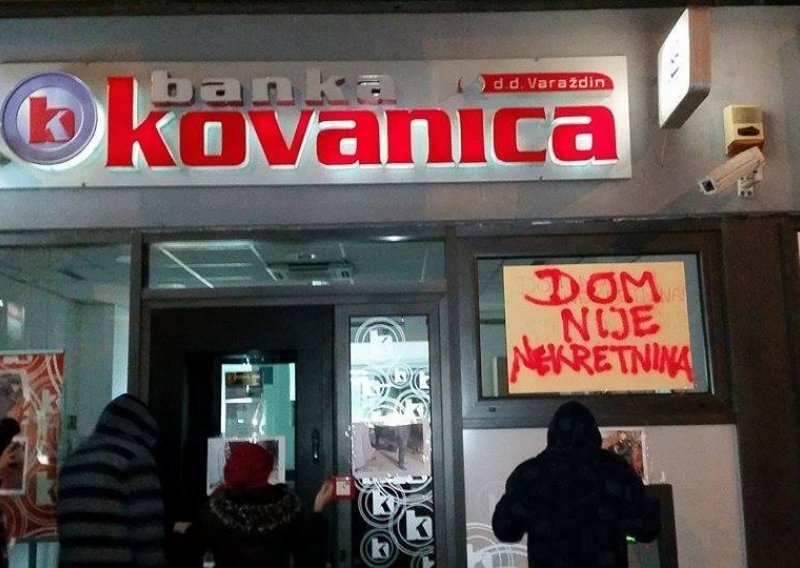 banka
d.d. Varaždin
k kovanica
DOM
NIJE
NEKRETNINA